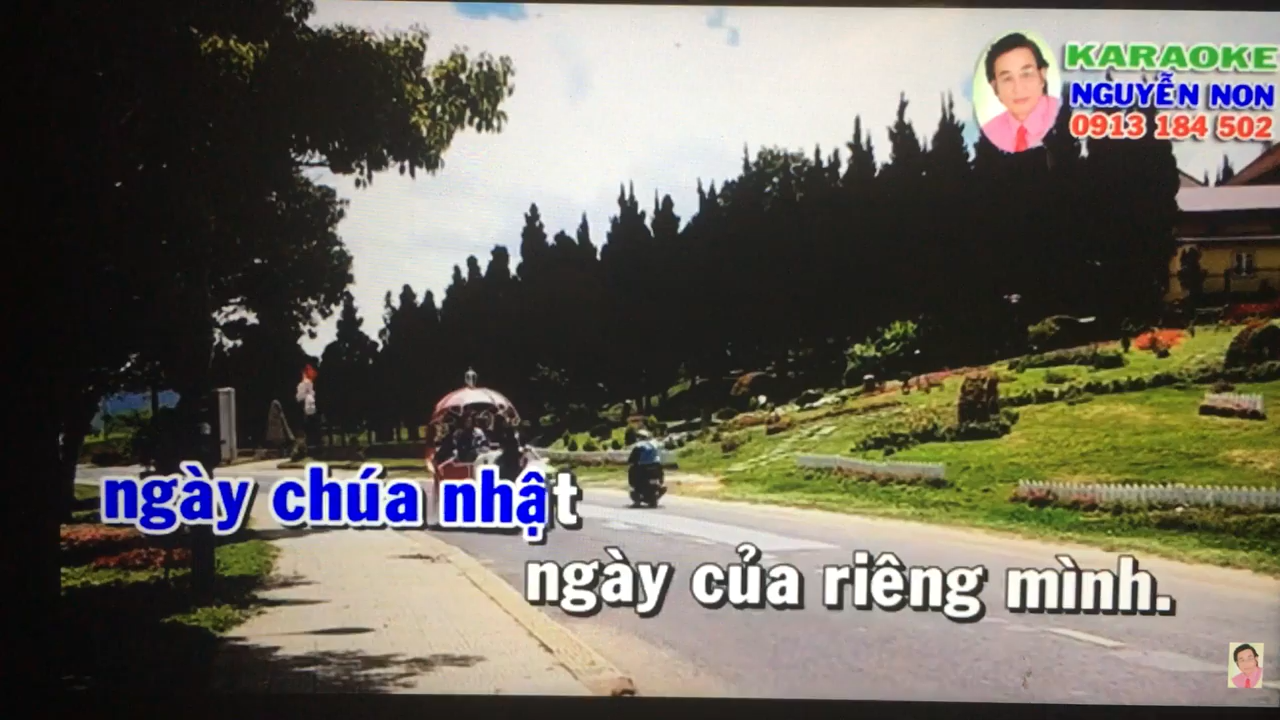 KARAOKE
NGUYỄN NON
0913 184 502
ngày chúa nhật
ngày của riêng mình.